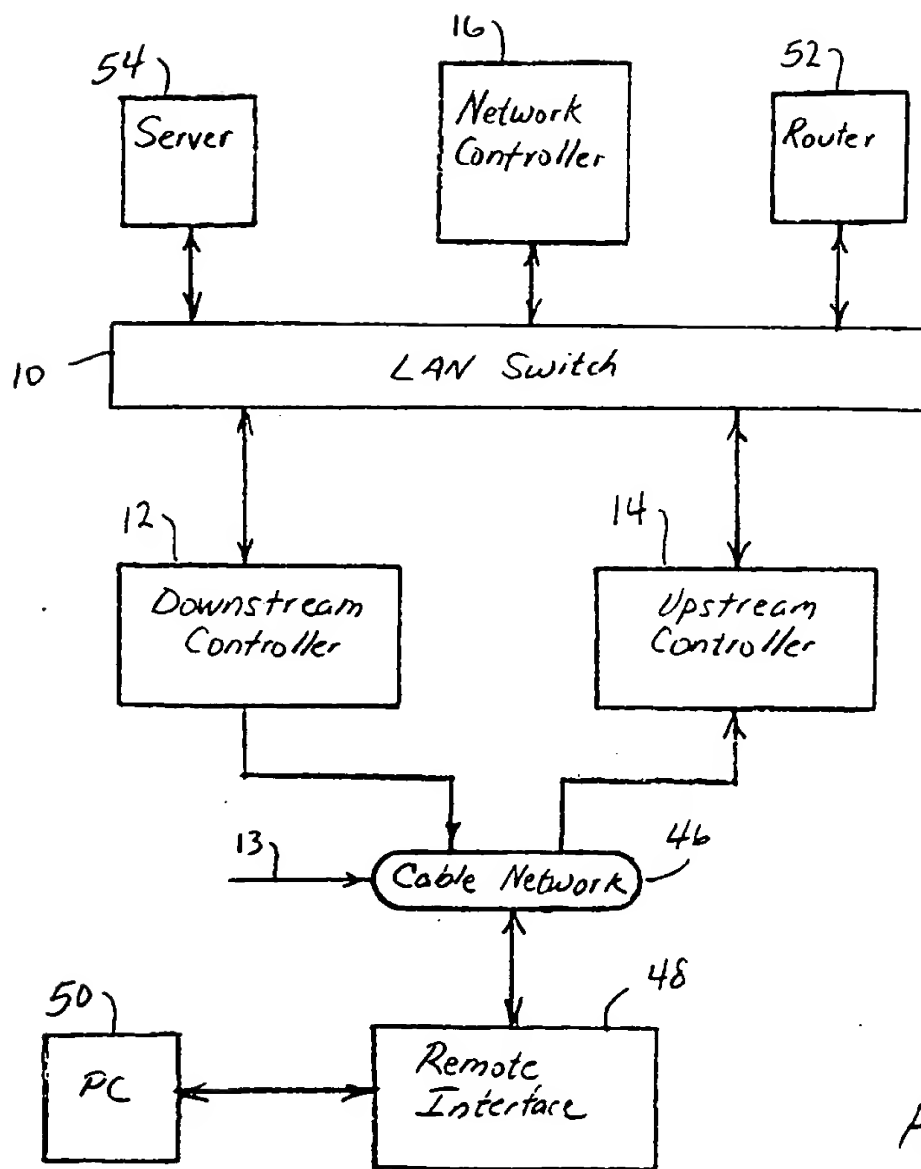 16
54
52
Server
Network
Controller
Router
10
LAN Switch
12
14
Downstream
Controller
Upstream
Controller
13
46
Cable Network
50
48
PC
Remote
Interface